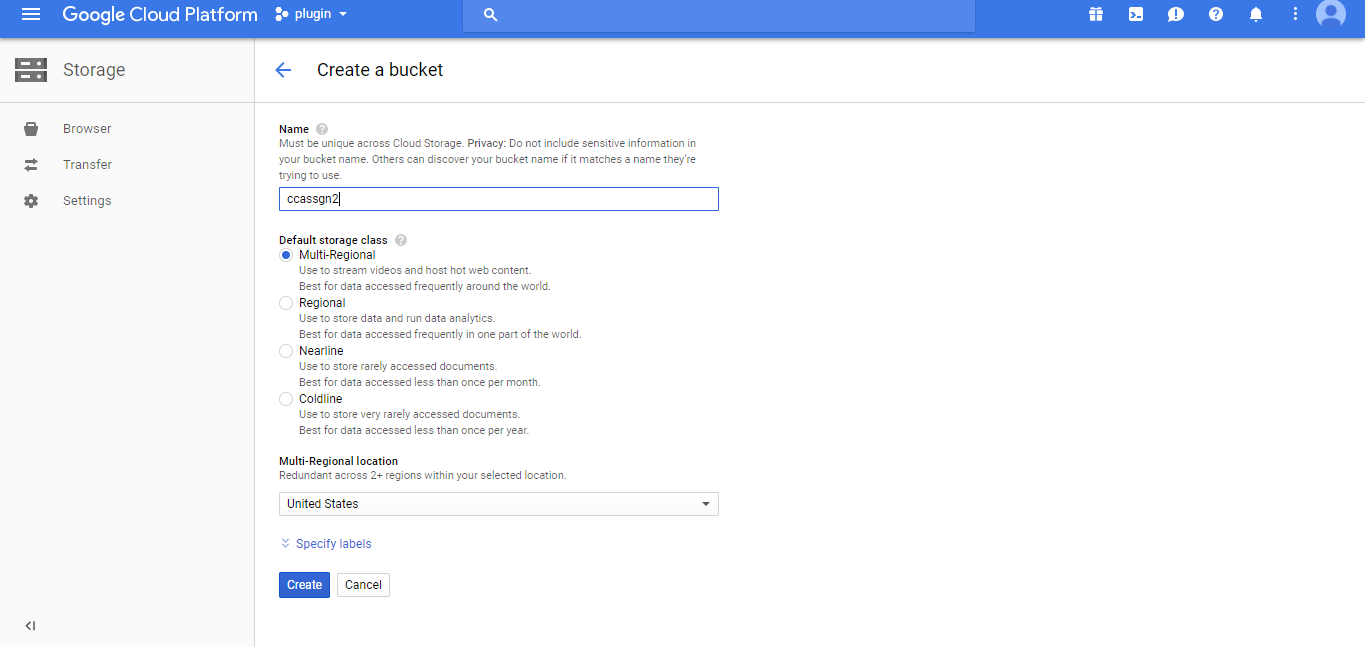 Google Cloud Platform
plugin
Storage
Create a bucket
Browser
Transfer
Settings
Name
Must be unique across Cloud Storage. Privacy: Do not include sensitive information in
your bucket name. Others can discover your bucket name if it matches a name they're
trying to use.
ccassgn2
Default storage class
Multi-Regional
Use to stream videos and host hot web content.
Best for data accessed frequently around the world.
Regional
Use to store data and run data analytics.
Best for data accessed frequently in one part of the world.
Nearline
Use to store rarely accessed documents.
Best for data accessed less than once per month.
Coldline
Use to store very rarely accessed documents.
Best for data accessed less than once per year.
Multi-Regional location
Redundant across 2+ regions within your selected location.
United States
Specify labels
Create
Cancel